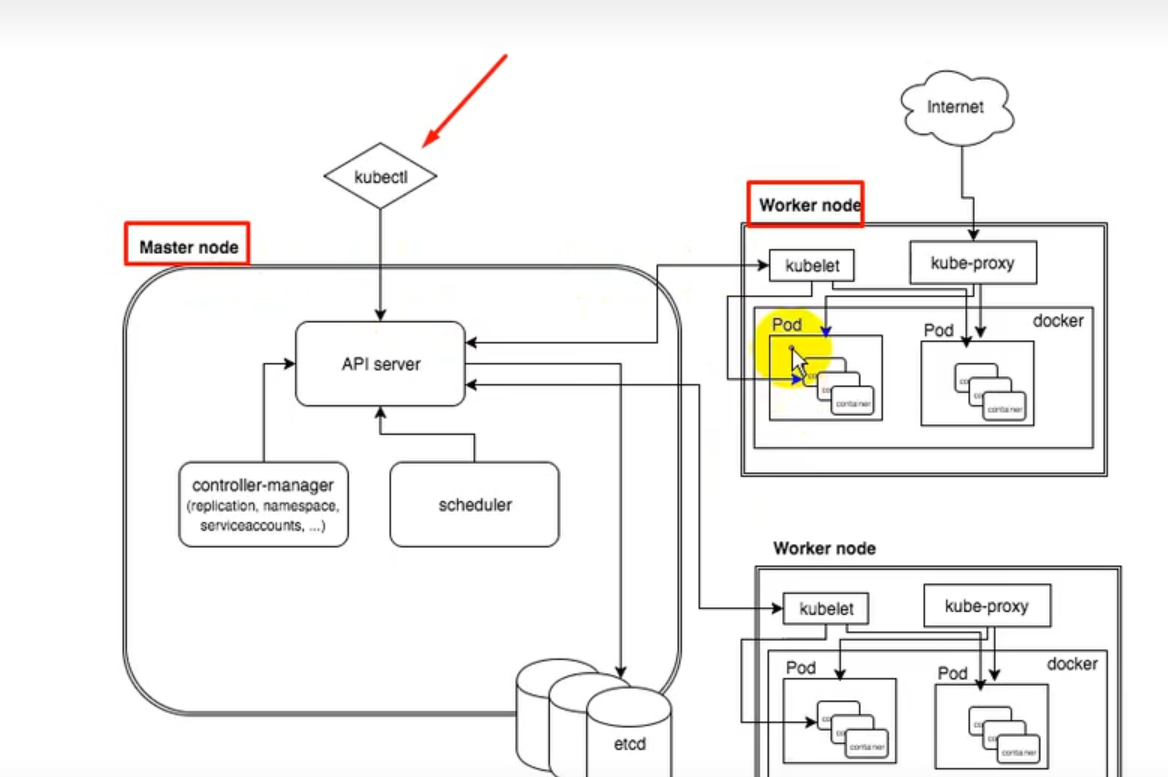 Internet
kubectl
Worker node
Master node
kubelet
kube-proxy
Pod
docker
Pod
API server
container
container
controller-manager
(replication, namespace,
serviceaccounts, ...)
scheduler
Worker node
kubelet
kube-proxy
Pod
docker
Pod
etcd
container
container